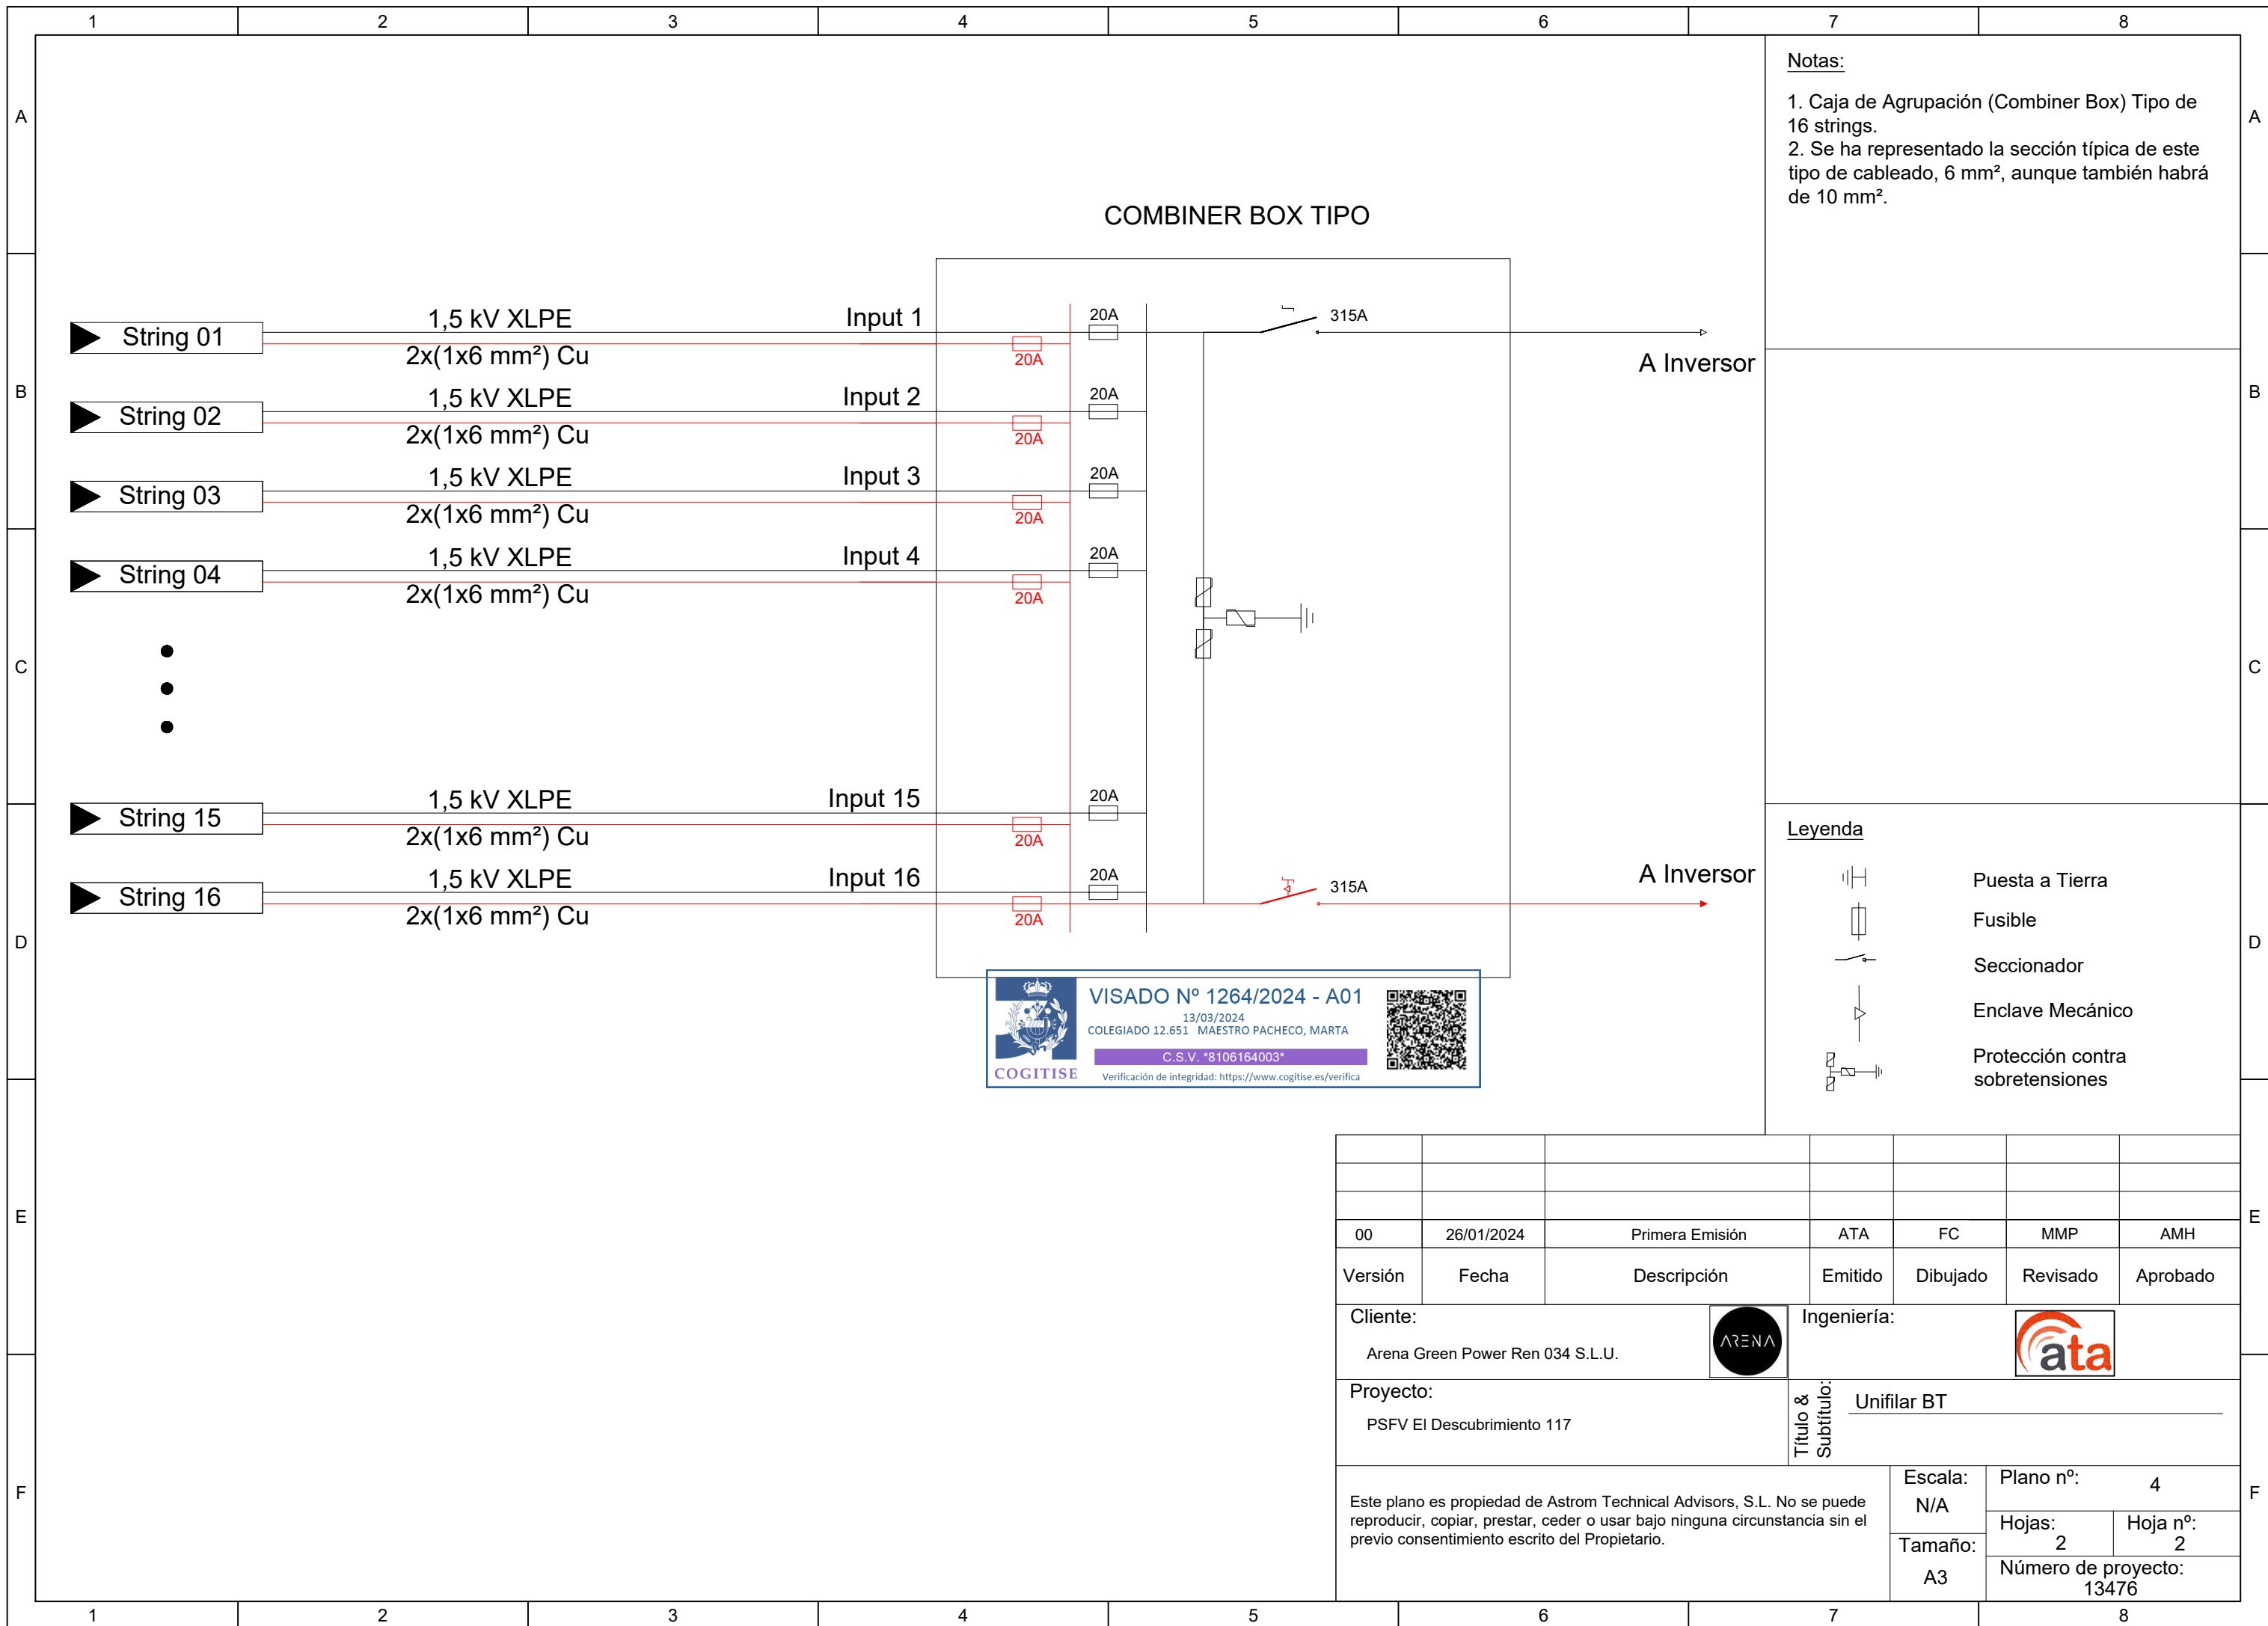 1 2 3 4 5 6 7 8
A
B
C
D
E
F
A
B
C
D
E
F
COMBINER BOX TIPO
String 01
1,5 kV XLPE
2x(1x6 mm²) Cu
Input 1
20A
20A
315A
A Inversor
String 02
1,5 kV XLPE
2x(1x6 mm²) Cu
Input 2
20A
20A
String 03
1,5 kV XLPE
2x(1x6 mm²) Cu
Input 3
20A
20A
String 04
1,5 kV XLPE
2x(1x6 mm²) Cu
Input 4
20A
20A
String 15
1,5 kV XLPE
2x(1x6 mm²) Cu
Input 15
20A
20A
String 16
1,5 kV XLPE
2x(1x6 mm²) Cu
Input 16
20A
20A
315A
A Inversor
Notas:
1. Caja de Agrupación (Combiner Box) Tipo de
16 strings.
2. Se ha representado la sección típica de este
tipo de cableado, 6 mm², aunque también habrá
de 10 mm².
Leyenda
Puesta a Tierra
Fusible
Seccionador
Enclave Mecánico
Protección contra
sobretensiones
VISADO Nº 1264/2024 - A01
13/03/2024
COLEGIADO 12.651 MAESTRO PACHECO, MARTA
C.S.V. *8106164003*
COGITISE
Verificación de integridad: https://www.cogitise.es/verifica
00 26/01/2024 Primera Emisión ATA FC MMP AMH
Versión Fecha Descripción Emitido Dibujado Revisado Aprobado
Cliente:
Arena Green Power Ren 034 S.L.U.
ARENA
Ingeniería:
ata
Proyecto:
PSFV El Descubrimiento 117
Título &
Subtítulo:
Unifilar BT
Este plano es propiedad de Astrom Technical Advisors, S.L. No se puede
reproducir, copiar, prestar, ceder o usar bajo ninguna circunstancia sin el
previo consentimiento escrito del Propietario.
Escala:
N/A
Tamaño:
A3
Plano nº: 4
Hojas:
2
Hoja nº:
2
Número de proyecto:
13476
1 2 3 4 5 6 7 8